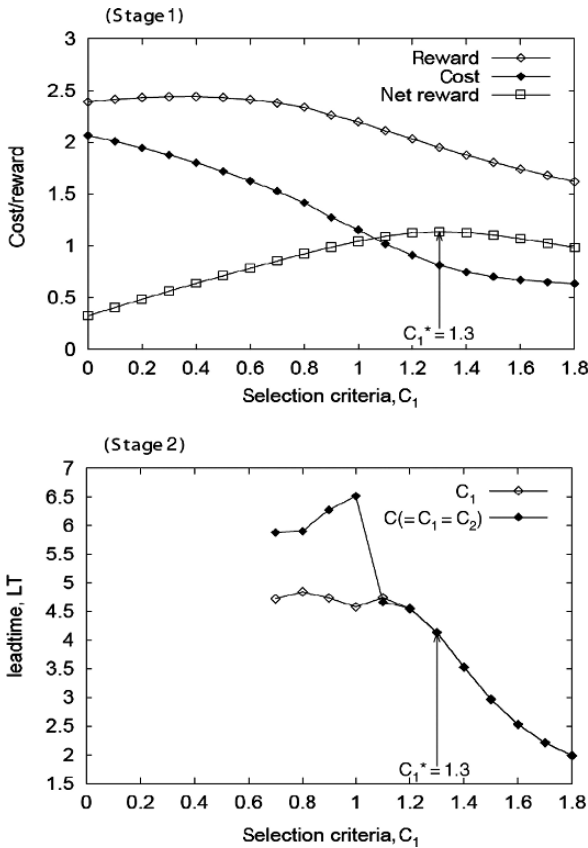 (Stage 1)
3
2.5
2
1.5
1
0.5
0
Cost/reward
Reward
Cost
Net reward
C₁* = 1.3
0 0.2 0.4 0.6 0.8 1 1.2 1.4 1.6 1.8
Selection criteria, C₁
(Stage 2)
7
6.5
6
5.5
5
4.5
4
3.5
3
2.5
2
1.5
leadtime, LT
C₁
C(=C₁=C₂)
C₁* = 1.3
0 0.2 0.4 0.6 0.8 1 1.2 1.4 1.6 1.8
Selection criteria, C₁